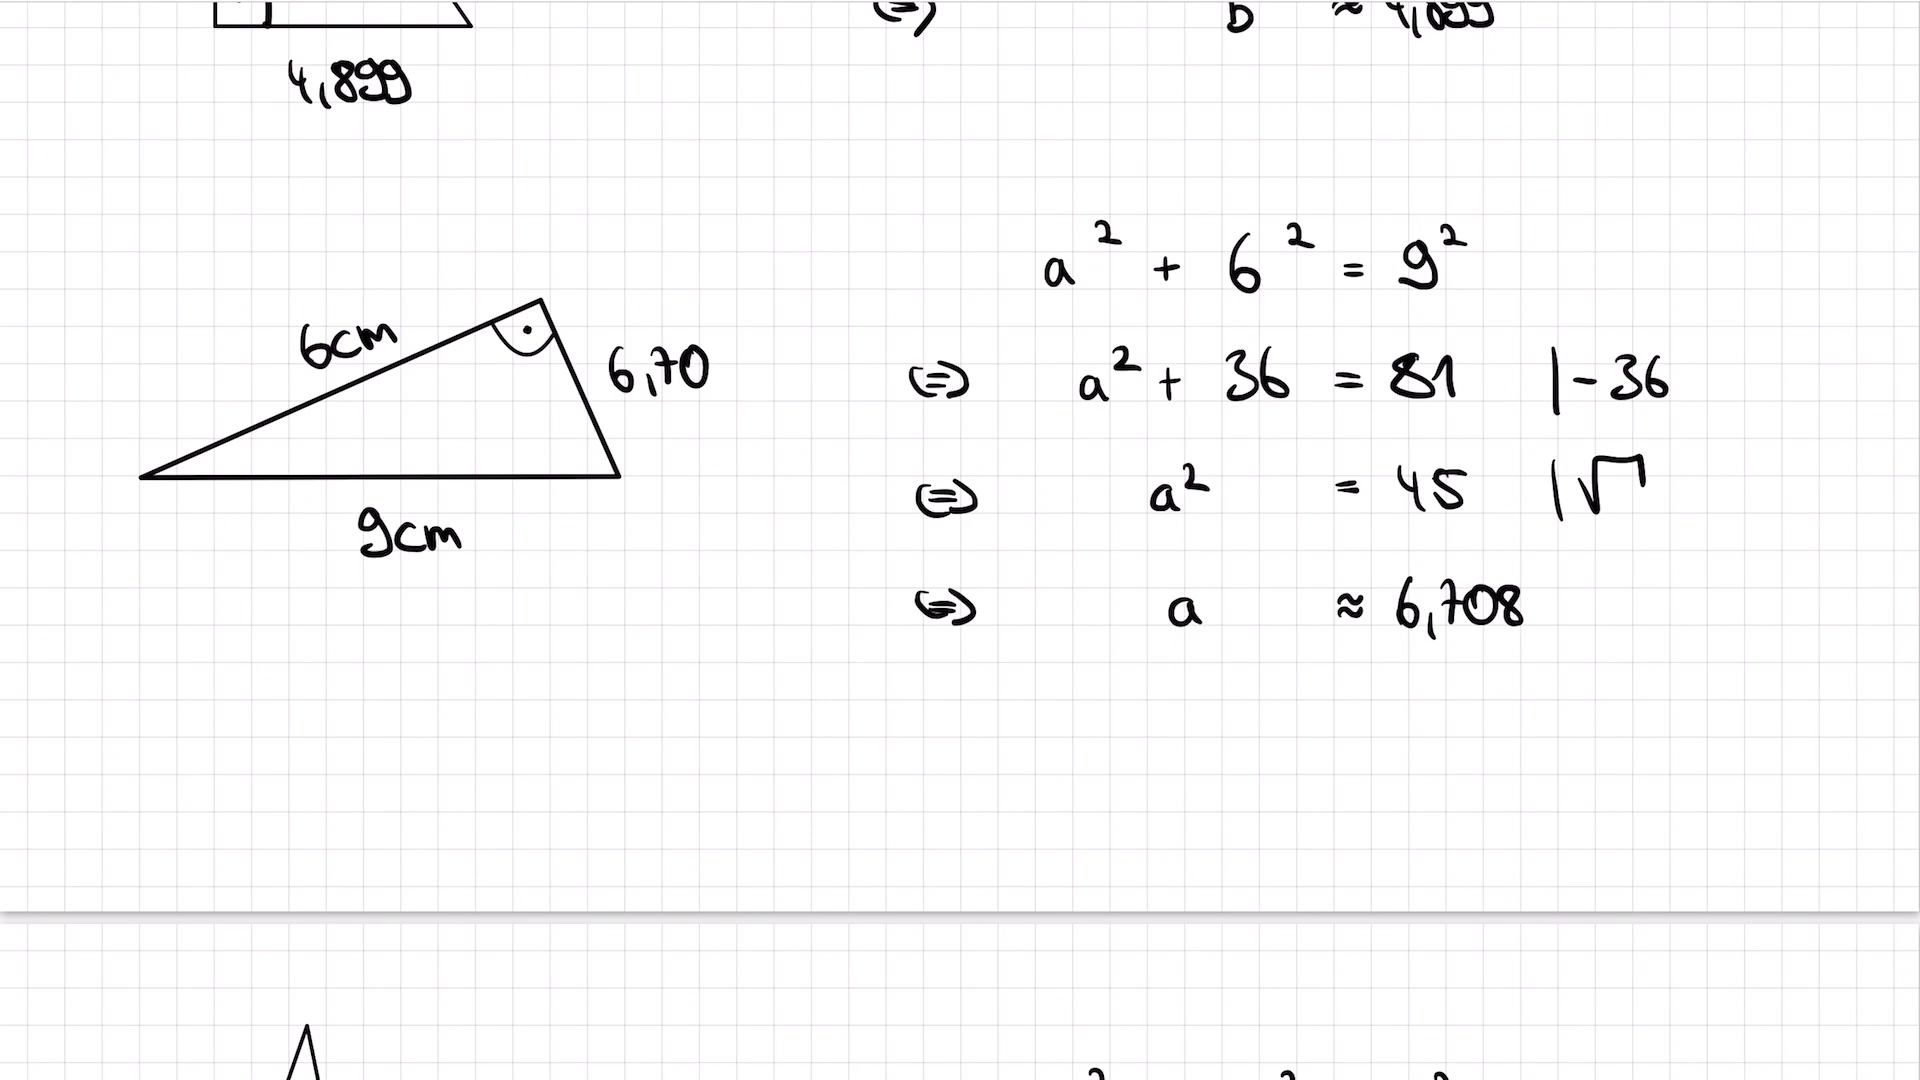 4,899
6cm
6,70
9cm
a² + 6² = 9²
(=) a² + 36 = 81 |-36
(=) a² = 45 |√
(=) a ≈ 6,708